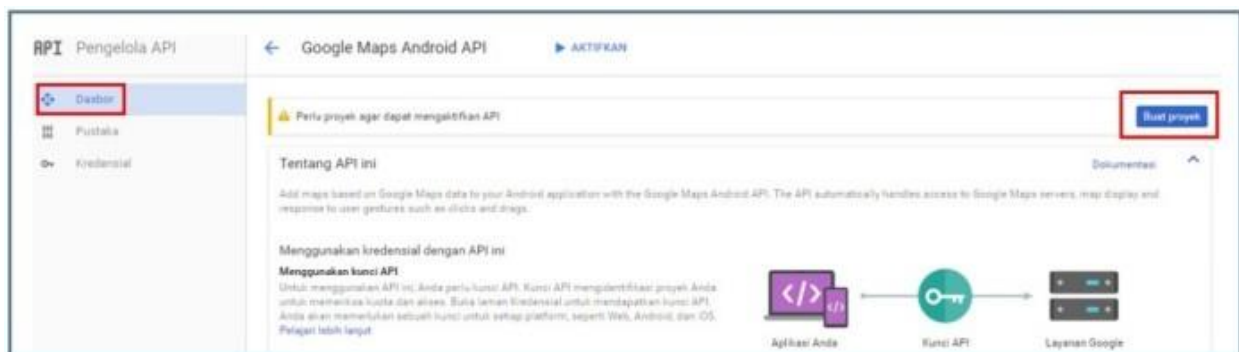 API Pengelola API
← Google Maps Android API
AKTIFKAN
Dasbor
Pustaka
Kredensial
Perlu proyek agar dapat mengaktifkan API
Buat proyek
Tentang API ini
Dokumentasi
Add maps based on Google Maps data to your Android application with the Google Maps Android API. The API automatically handles access to Google Maps servers, map display and
response to user gestures such as clicks and drags.
Menggunakan kredensial dengan API ini
Menggunakan kunci API
Untuk menggunakan API ini, Anda perlu kunci API. Kunci API mengidentifikasi proyek Anda
untuk memeriksa kuota dan akses. Buka laman Kredensial untuk mendapatkan kunci API.
Anda akan memerlukan sebuah kunci untuk setiap platform, seperti Web, Android, dan iOS.
Pelajari lebih lanjut
</> </>
Aplikasi Anda
Kunci API
Layanan Google